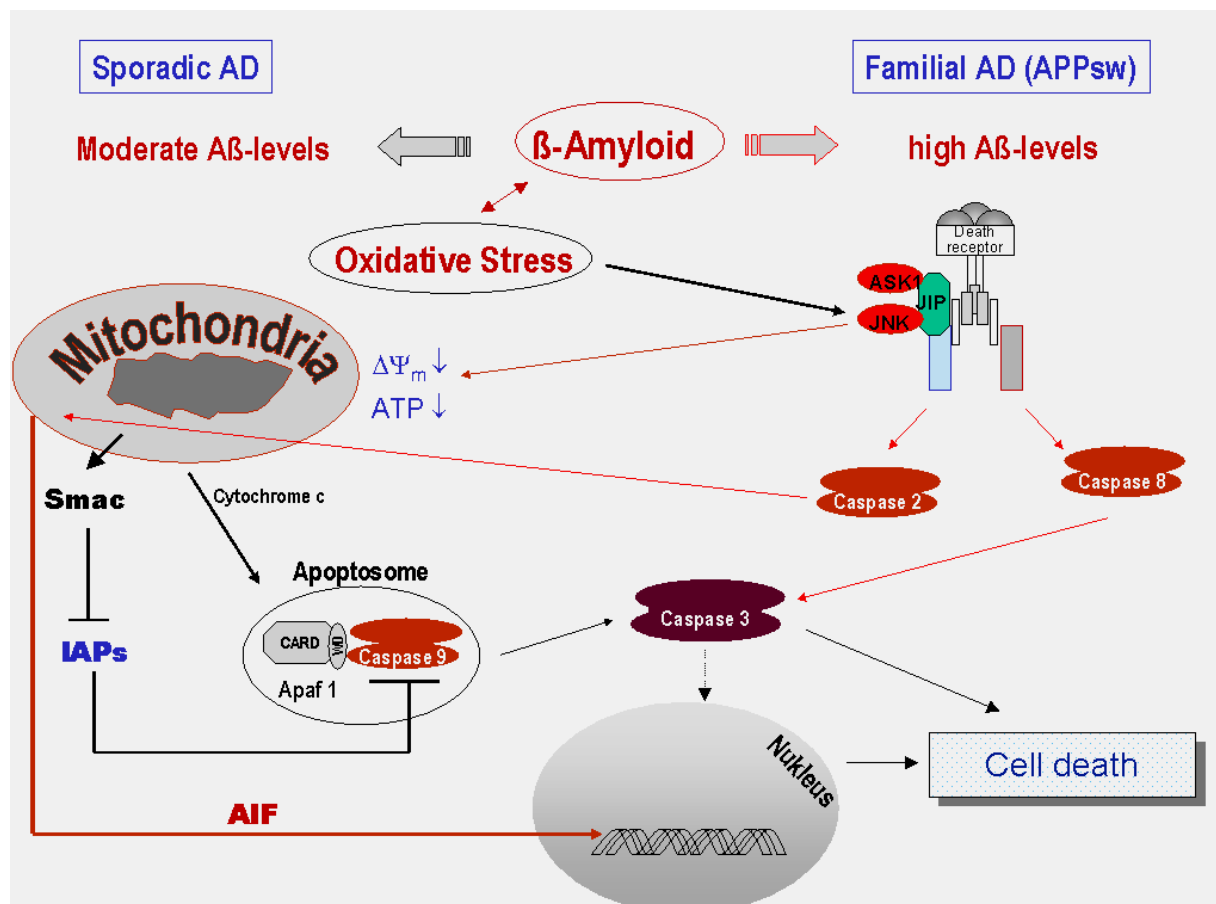 Sporadic AD
Familial AD (APPsw)
Moderate Aß-levels
ß-Amyloid
high Aß-levels
Oxidative Stress
Death
receptor
ASK1
JIP
JNK
Mitochondria
ΔΨm ↓
ATP ↓
Smac
Cytochrome c
Caspase 2
Caspase 8
Apoptosome
CARD
WD
Caspase 9
Apaf 1
Caspase 3
IAPs
Nukleus
Cell death
AIF